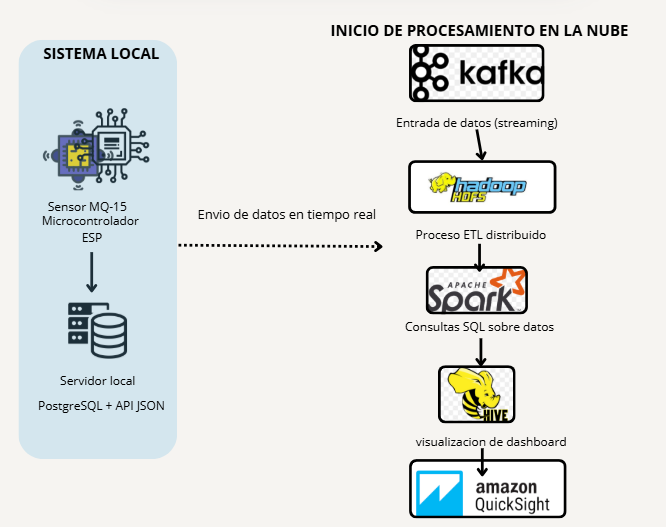 INICIO DE PROCESAMIENTO EN LA NUBE
SISTEMA LOCAL
kafka
Entrada de datos (streaming)
hadoop
HDFS
Sensor MQ-15
Microcontrolador
ESP
Envio de datos en tiempo real
Proceso ETL distribuido
APACHE
Spark
Consultas SQL sobre datos
Servidor local
PostgreSQL + API JSON
HIVE
visualizacion de dashboard
amazon
QuickSight